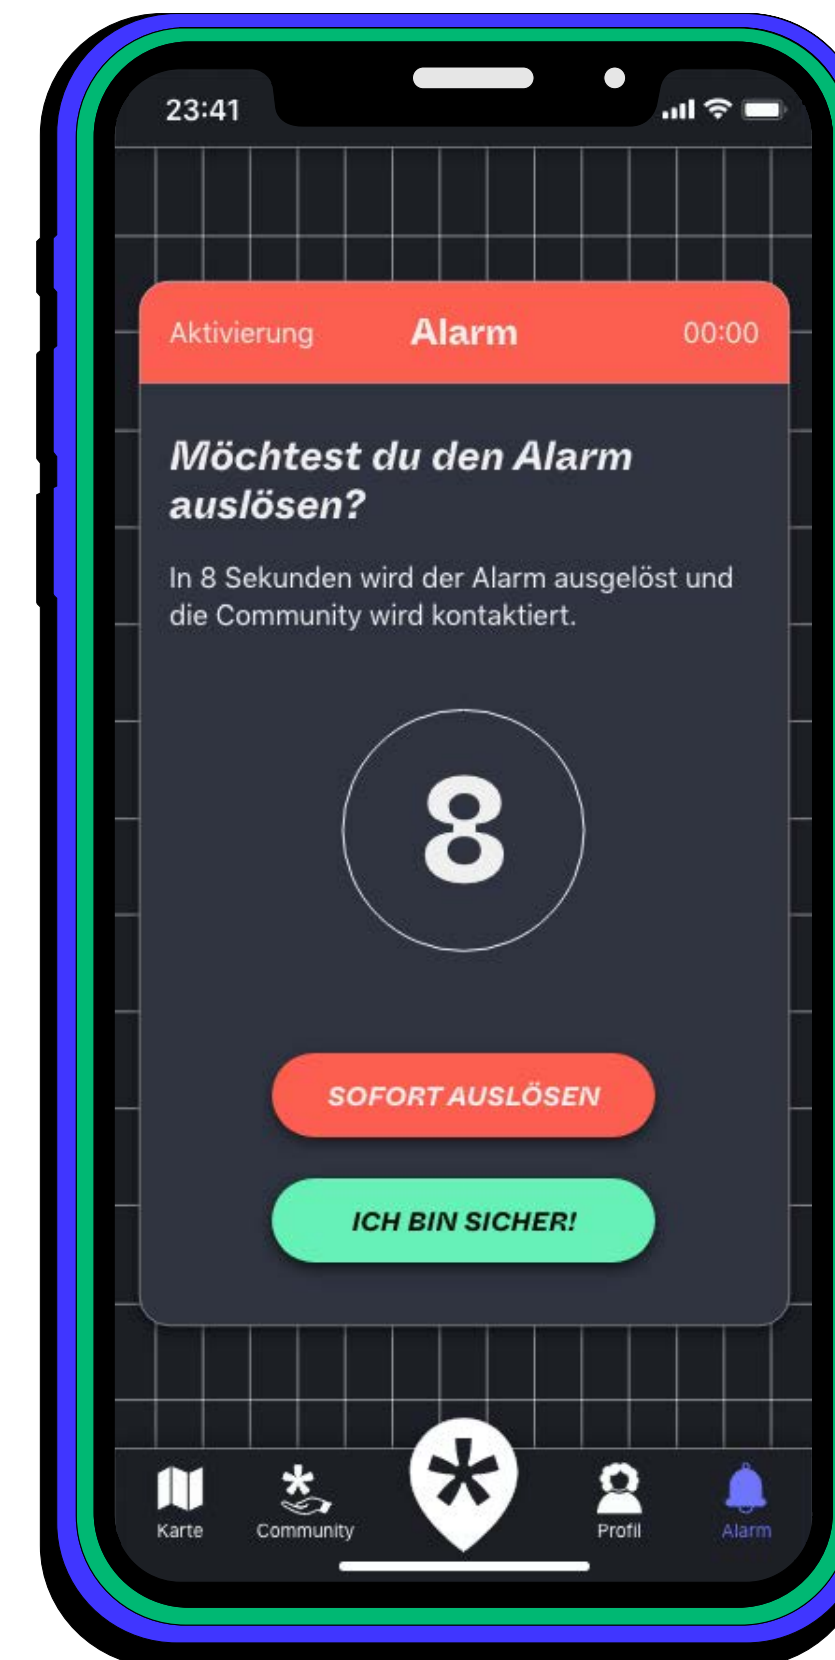 23:41
Aktivierung Alarm 00:00
Möchtest du den Alarm
auslösen?
In 8 Sekunden wird der Alarm ausgelöst und
die Community wird kontaktiert.
8
SOFORT AUSLÖSEN
ICH BIN SICHER!
Karte Community Profil Alarm